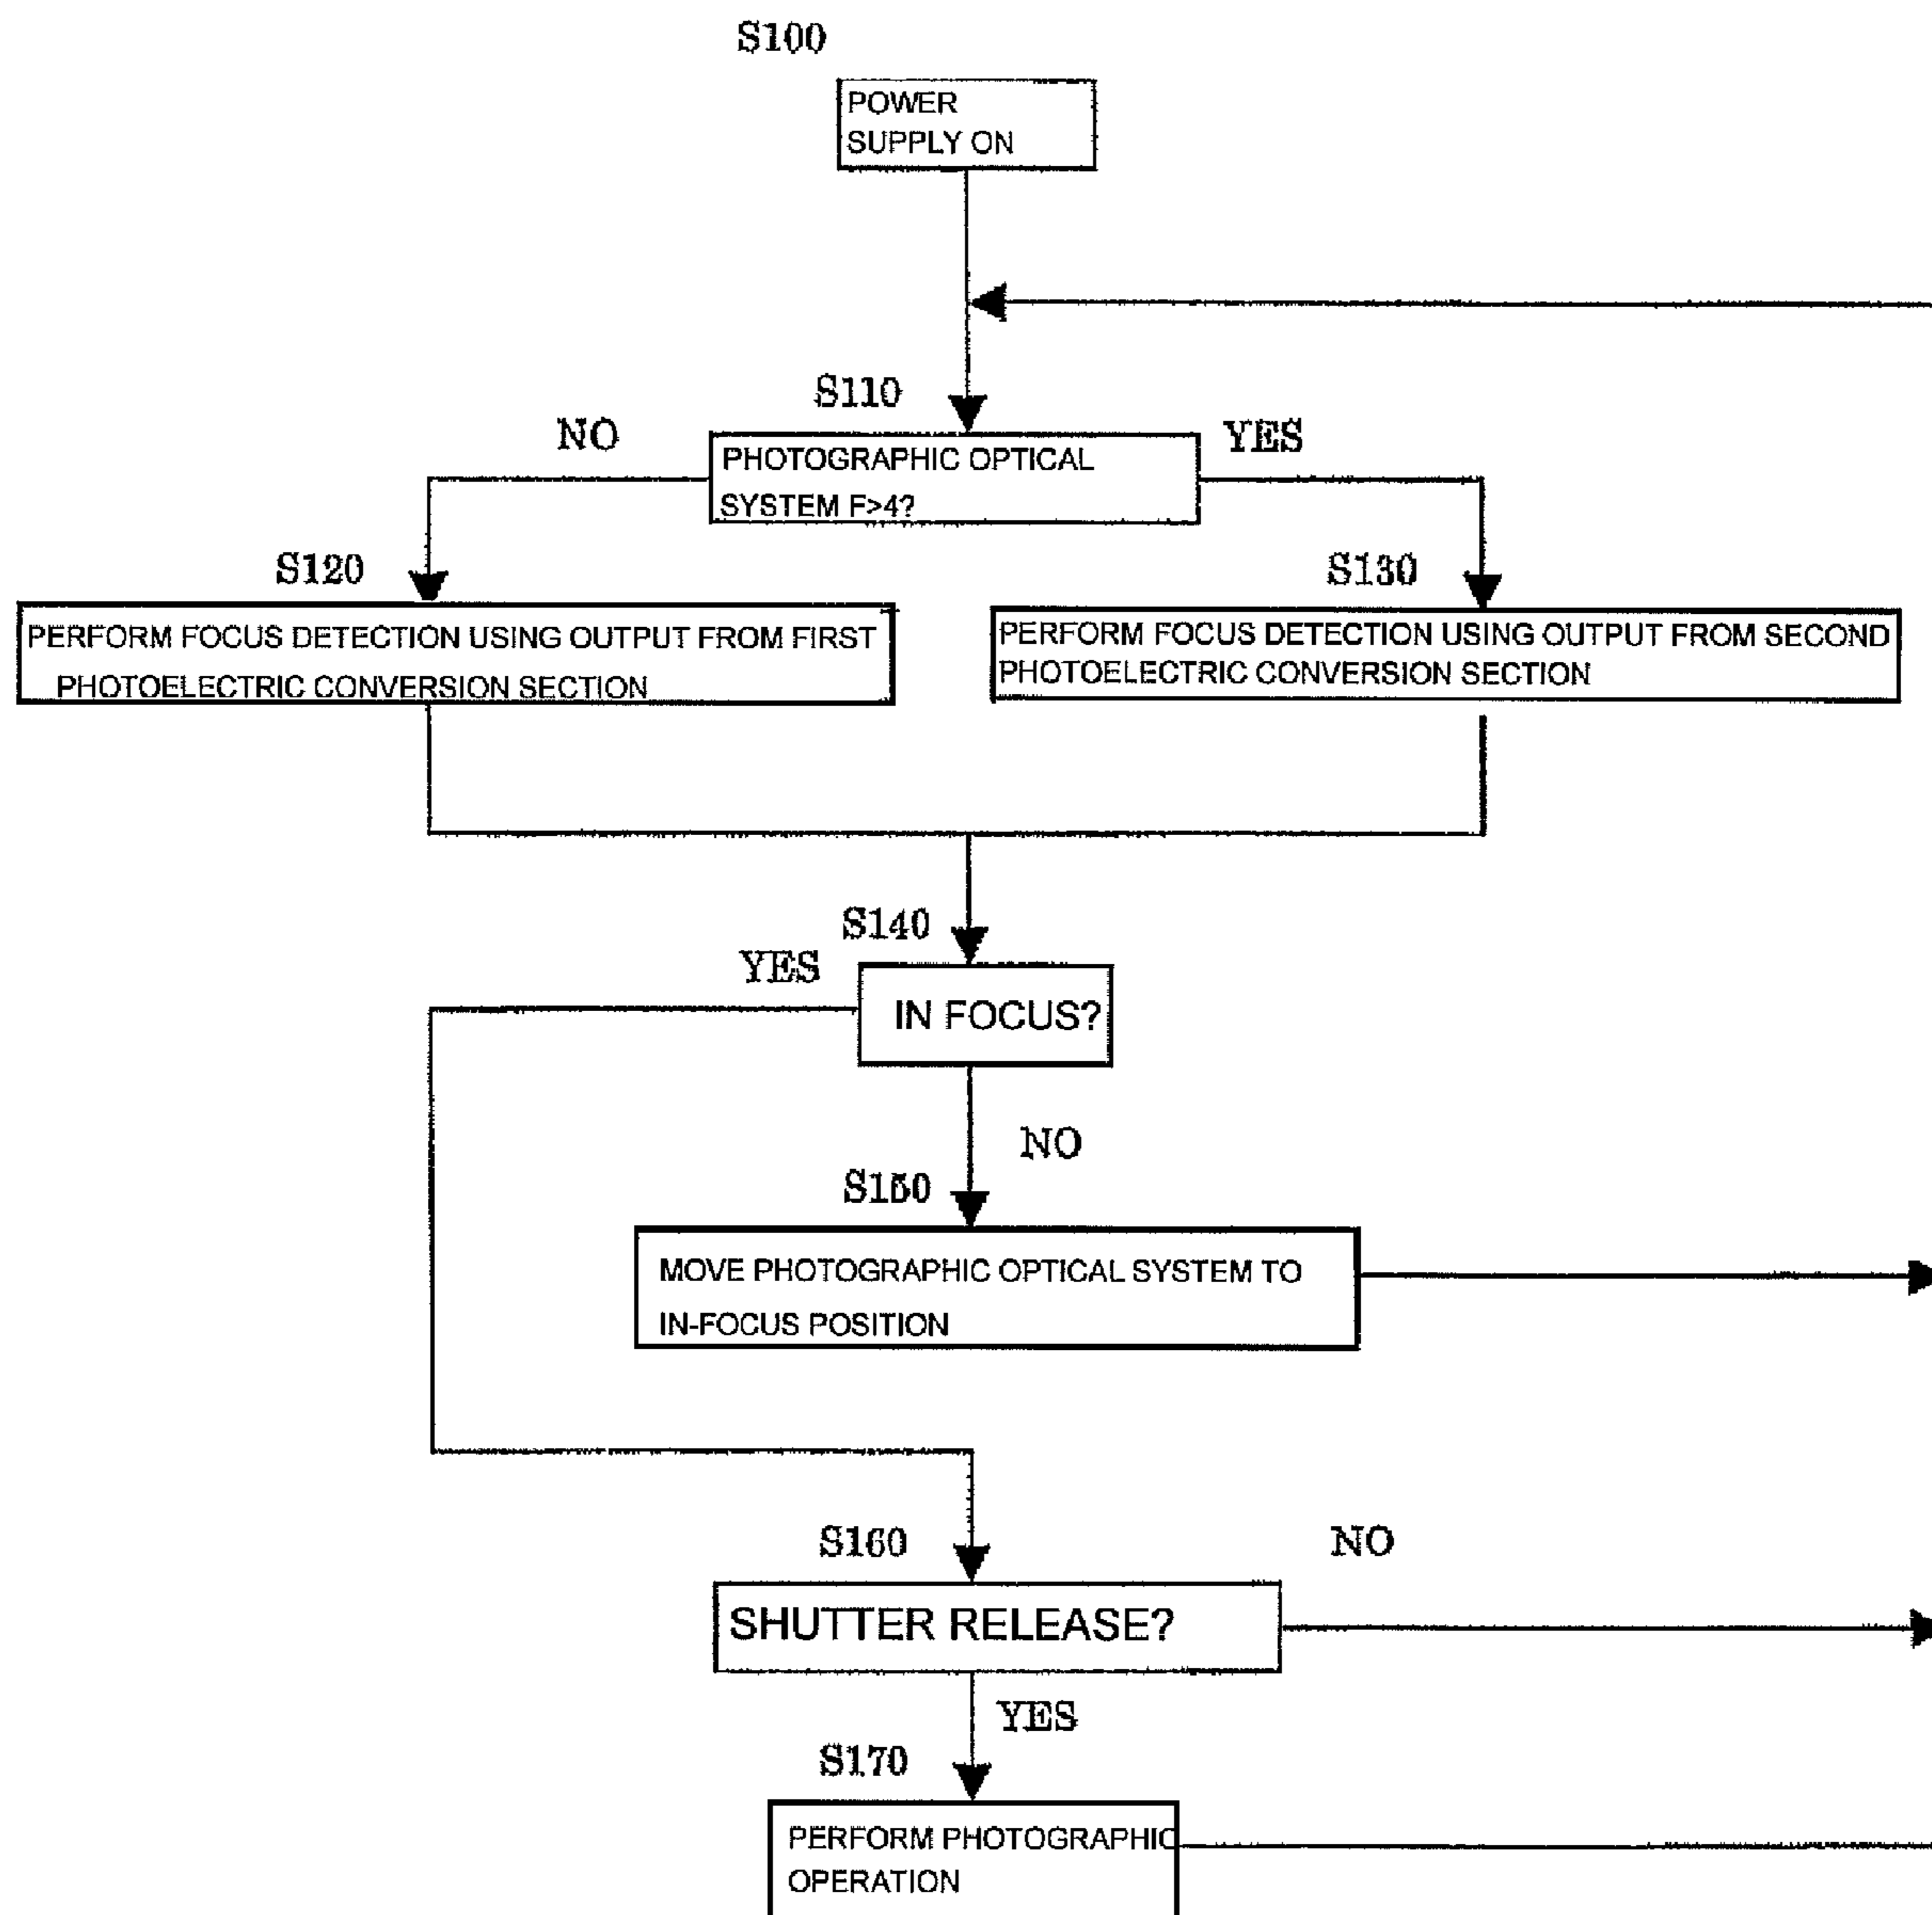 S100
POWER
SUPPLY ON
S110
NO
YES
PHOTOGRAPHIC OPTICAL
SYSTEM F>4?
S120
S130
PERFORM FOCUS DETECTION USING OUTPUT FROM FIRST
PHOTOELECTRIC CONVERSION SECTION
PERFORM FOCUS DETECTION USING OUTPUT FROM SECOND
PHOTOELECTRIC CONVERSION SECTION
S140
YES
IN FOCUS?
NO
S150
MOVE PHOTOGRAPHIC OPTICAL SYSTEM TO
IN-FOCUS POSITION
S160
NO
SHUTTER RELEASE?
YES
S170
PERFORM PHOTOGRAPHIC
OPERATION